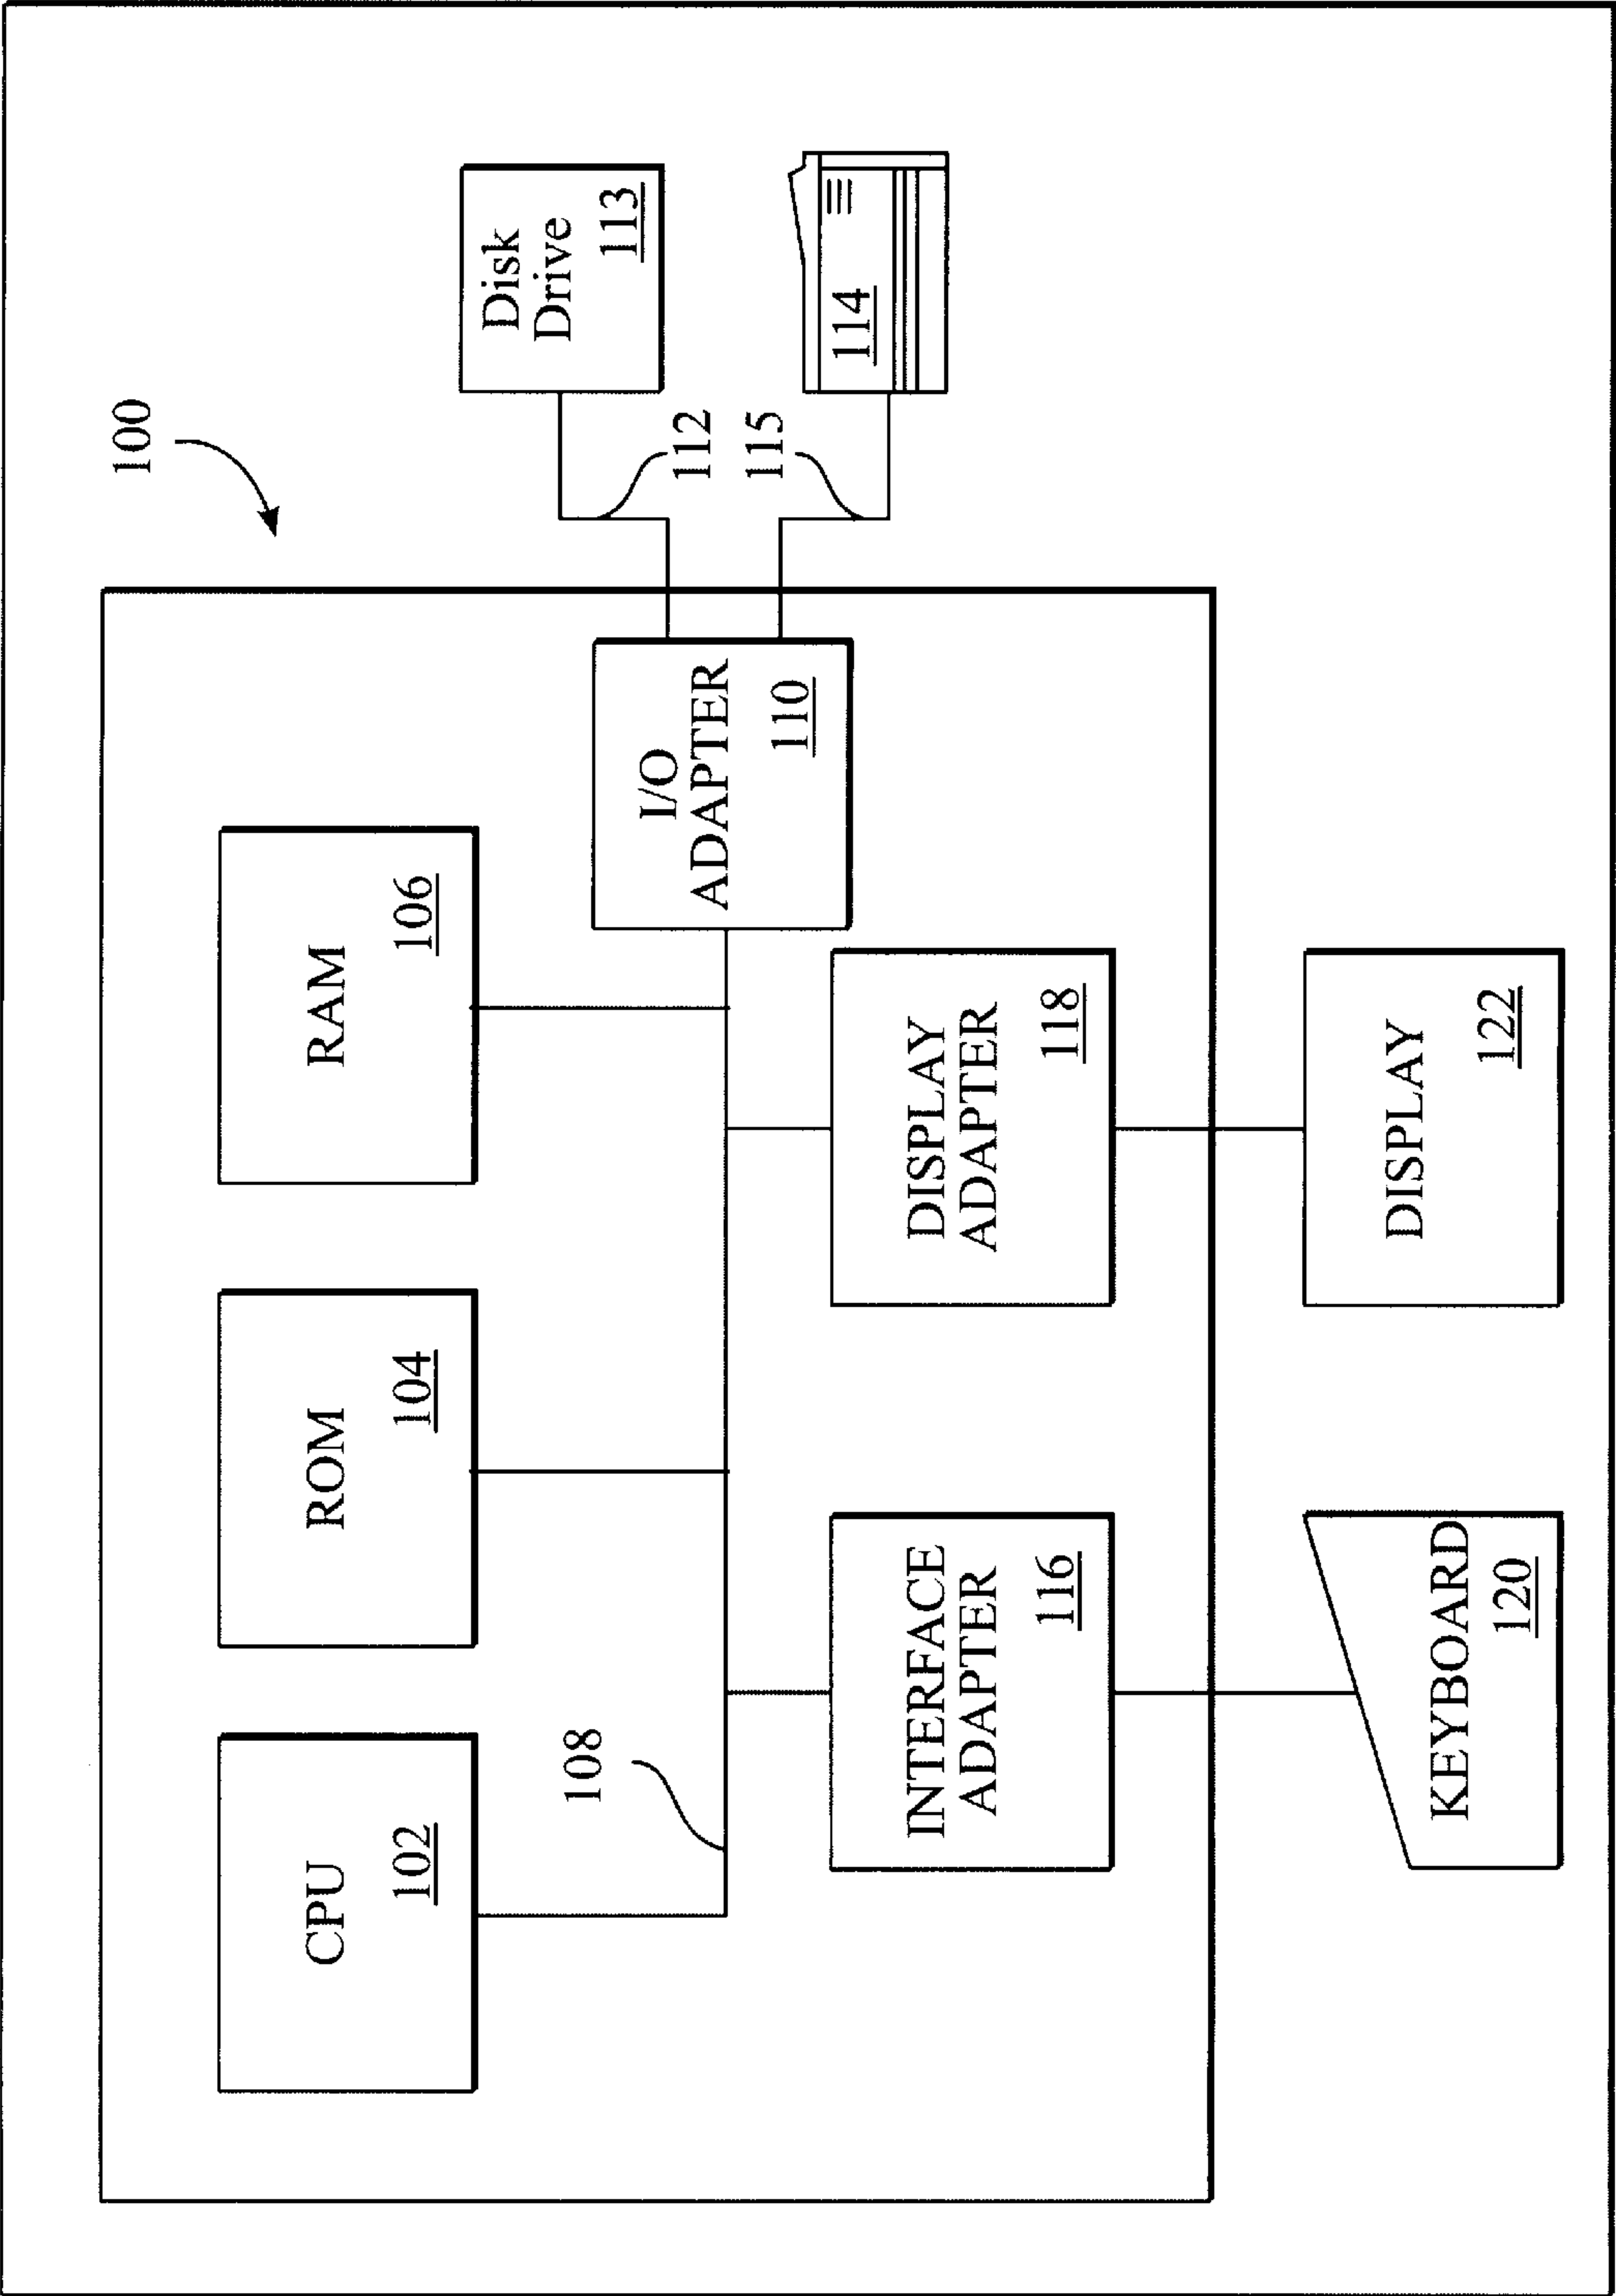 100
CPU
102
ROM
104
RAM
106
Disk
Drive
113
108
I/O
ADAPTER
110
112
115
114
INTERFACE
ADAPTER
116
DISPLAY
ADAPTER
118
KEYBOARD
120
DISPLAY
122